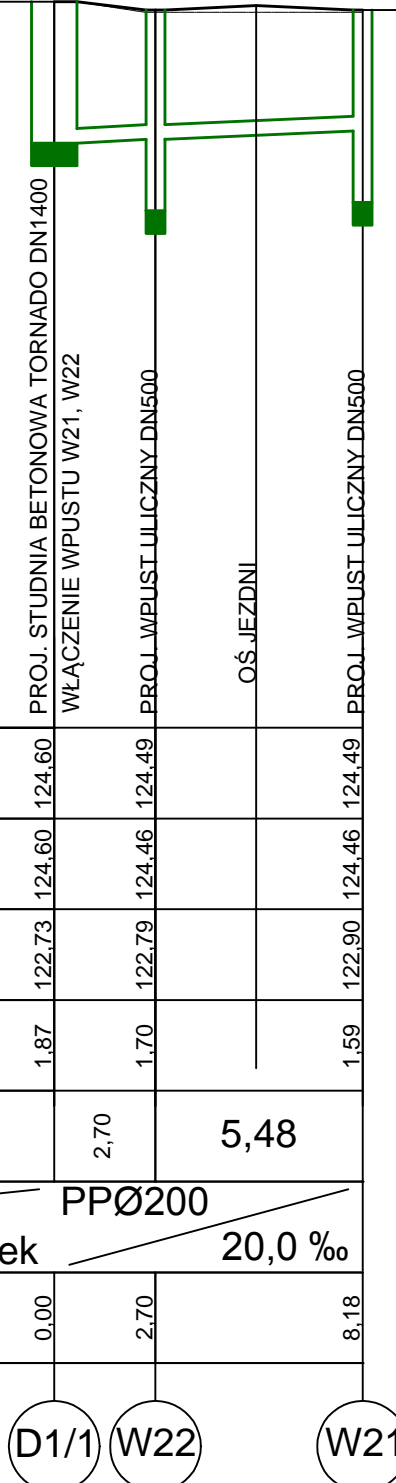 PROJ. STUDNIA BETONOWA TORNADO DN1400
WŁĄCZENIE WPUSTU W21, W22
PROJ. WPUST ULICZNY DN500
OŚ JEZDNI
PROJ. WPUST ULICZNY DN500
124,60 124,49 124,49
124,60 124,46 124,46
122,73 122,79 122,90
1,87 1,70 1,59
2,70 5,48
PPØ200
ek 20,0 ‰
0,00 2,70 8,18
D1/1 W22 W21